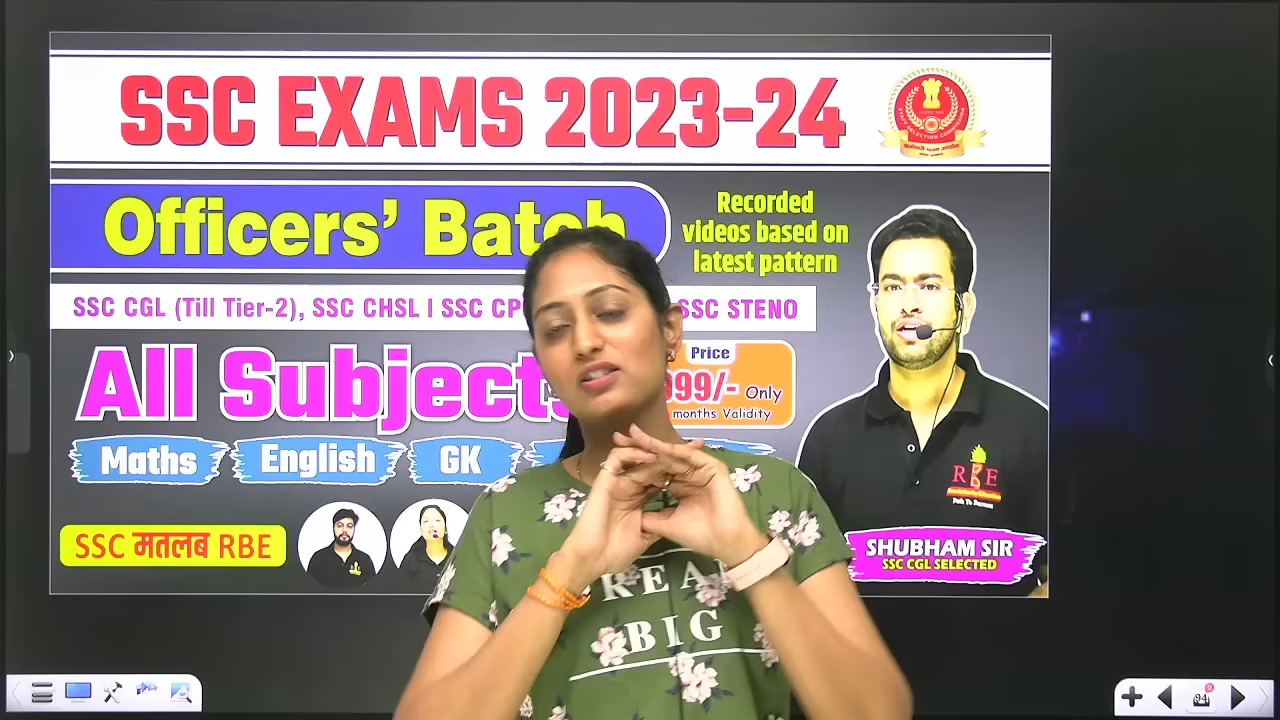 SSC EXAMS 2023-24
Officers' Batch
Recorded
videos based on
latest pattern
SSC CGL (Till Tier-2), SSC CHSL I SSC CP
SSC STENO
All Subjects
Price
999/- Only
months Validity
Maths
English
GK
SSC मतलब RBE
RBE
SHUBHAM SIR
SSC CGL SELECTED
REA
BIG